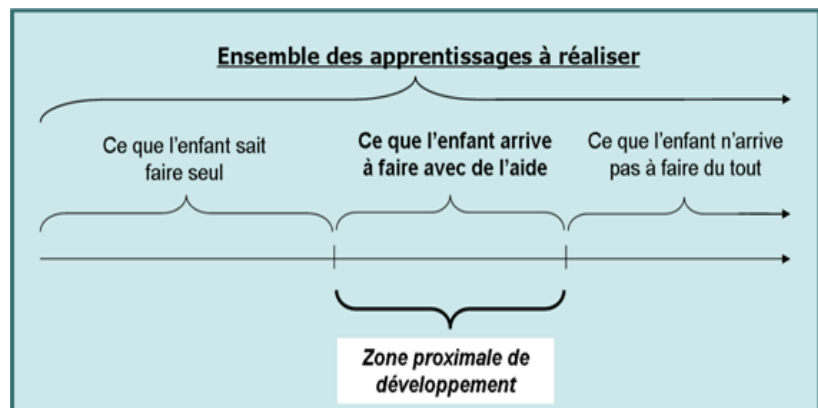 Ensemble des apprentissages à réaliser
Ce que l'enfant sait
faire seul
Ce que l'enfant arrive
à faire avec de l'aide
Ce que l'enfant n'arrive
pas à faire du tout
Zone proximale de
développement